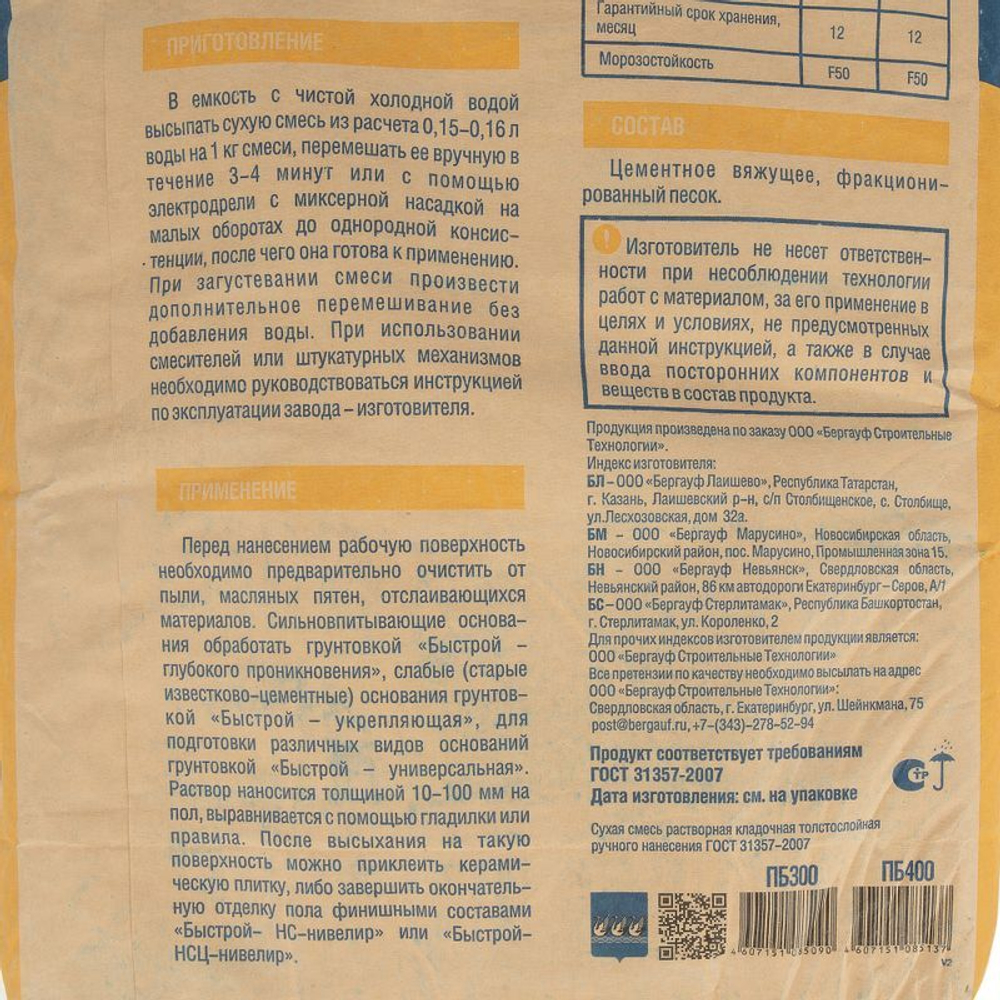 ПРИГОТОВЛЕНИЕ
В емкость с чистой холодной водой
высыпать сухую смесь из расчета 0,15–0,16 л
воды на 1 кг смеси, перемешать ее вручную в
течение 3–4 минут или с помощью
электродрели с миксерной насадкой на
малых оборотах до однородной консис-
тенции, после чего она готова к применению.
При загустевании смеси произвести
дополнительное перемешивание без
добавления воды. При использовании
смесителей или штукатурных механизмов
необходимо руководствоваться инструкцией
по эксплуатации завода – изготовителя.
ПРИМЕНЕНИЕ
Перед нанесением рабочую поверхность
необходимо предварительно очистить от
пыли, масляных пятен, отслаивающихся
материалов. Сильновпитывающие основа-
ния обработать грунтовкой «Быстрой –
глубокого проникновения», слабые (старые
известково-цементные) основания грунтов-
кой «Быстрой – укрепляющая», для
подготовки различных видов оснований
грунтовкой «Быстрой – универсальная».
Раствор наносится толщиной 10–100 мм на
пол, выравнивается с помощью гладилки или
правила. После высыхания на такую
поверхность можно приклеить керами-
ческую плитку, либо завершить окончатель-
ную отделку пола финишными составами
«Быстрой- НС-нивелир» или «Быстрой-
НСЦ-нивелир».
Гарантийный срок хранения,
месяц 12 12
Морозостойкость F50 F50
СОСТАВ
Цементное вяжущее, фракциони-
рованный песок.
! Изготовитель не несет ответствен-
ности при несоблюдении технологии
работ с материалом, за его применение в
целях и условиях, не предусмотренных
данной инструкцией, а также в случае
ввода посторонних компонентов и
веществ в состав продукта.
Продукция произведена по заказу ООО «Бергауф Строительные
Технологии».
Индекс изготовителя:
БЛ – ООО «Бергауф Лаишево», Республика Татарстан,
г. Казань, Лаишевский р-н, с/п Столбищенское, с. Столбище,
ул.Лесхозовская, дом 32а.
БМ – ООО «Бергауф Марусино», Новосибирская область,
Новосибирский район, пос. Марусино, Промышленная зона 15.
БН – ООО «Бергауф Невьянск», Свердловская область,
Невьянский район, 86 км автодороги Екатеринбург – Серов, А/1
БС – ООО «Бергауф Стерлитамак», Республика Башкортостан,
г. Стерлитамак, ул. Короленко, 2
Для прочих индексов изготовителем продукции является:
ООО «Бергауф Строительные Технологии»
Все претензии по качеству необходимо высылать на адрес
ООО «Бергауф Строительные Технологии»:
Свердловская область, г. Екатеринбург, ул. Шейнкмана, 75
post@bergauf.ru, +7-(343)-278-52-94
Продукт соответствует требованиям
ГОСТ 31357-2007
Дата изготовления: см. на упаковке
Сухая смесь растворная кладочная толстослойная
ручного нанесения ГОСТ 31357-2007
ПБ300 ПБ400
4 607151 085090 4 607151 085137
V2